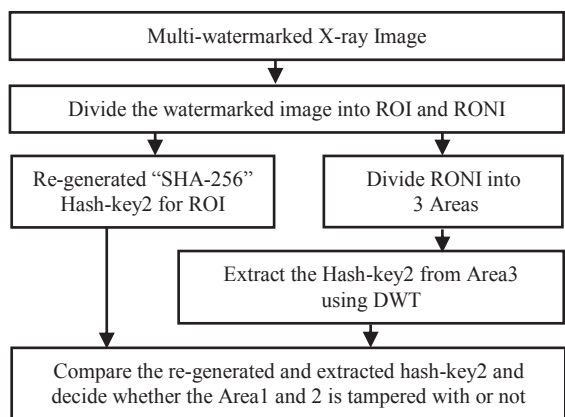 Multi-watermarked X-ray Image
Divide the watermarked image into ROI and RONI
Re-generated “SHA-256”
Hash-key2 for ROI
Divide RONI into
3 Areas
Extract the Hash-key2 from Area3
using DWT
Compare the re-generated and extracted hash-key2 and
decide whether the Area1 and 2 is tampered with or not